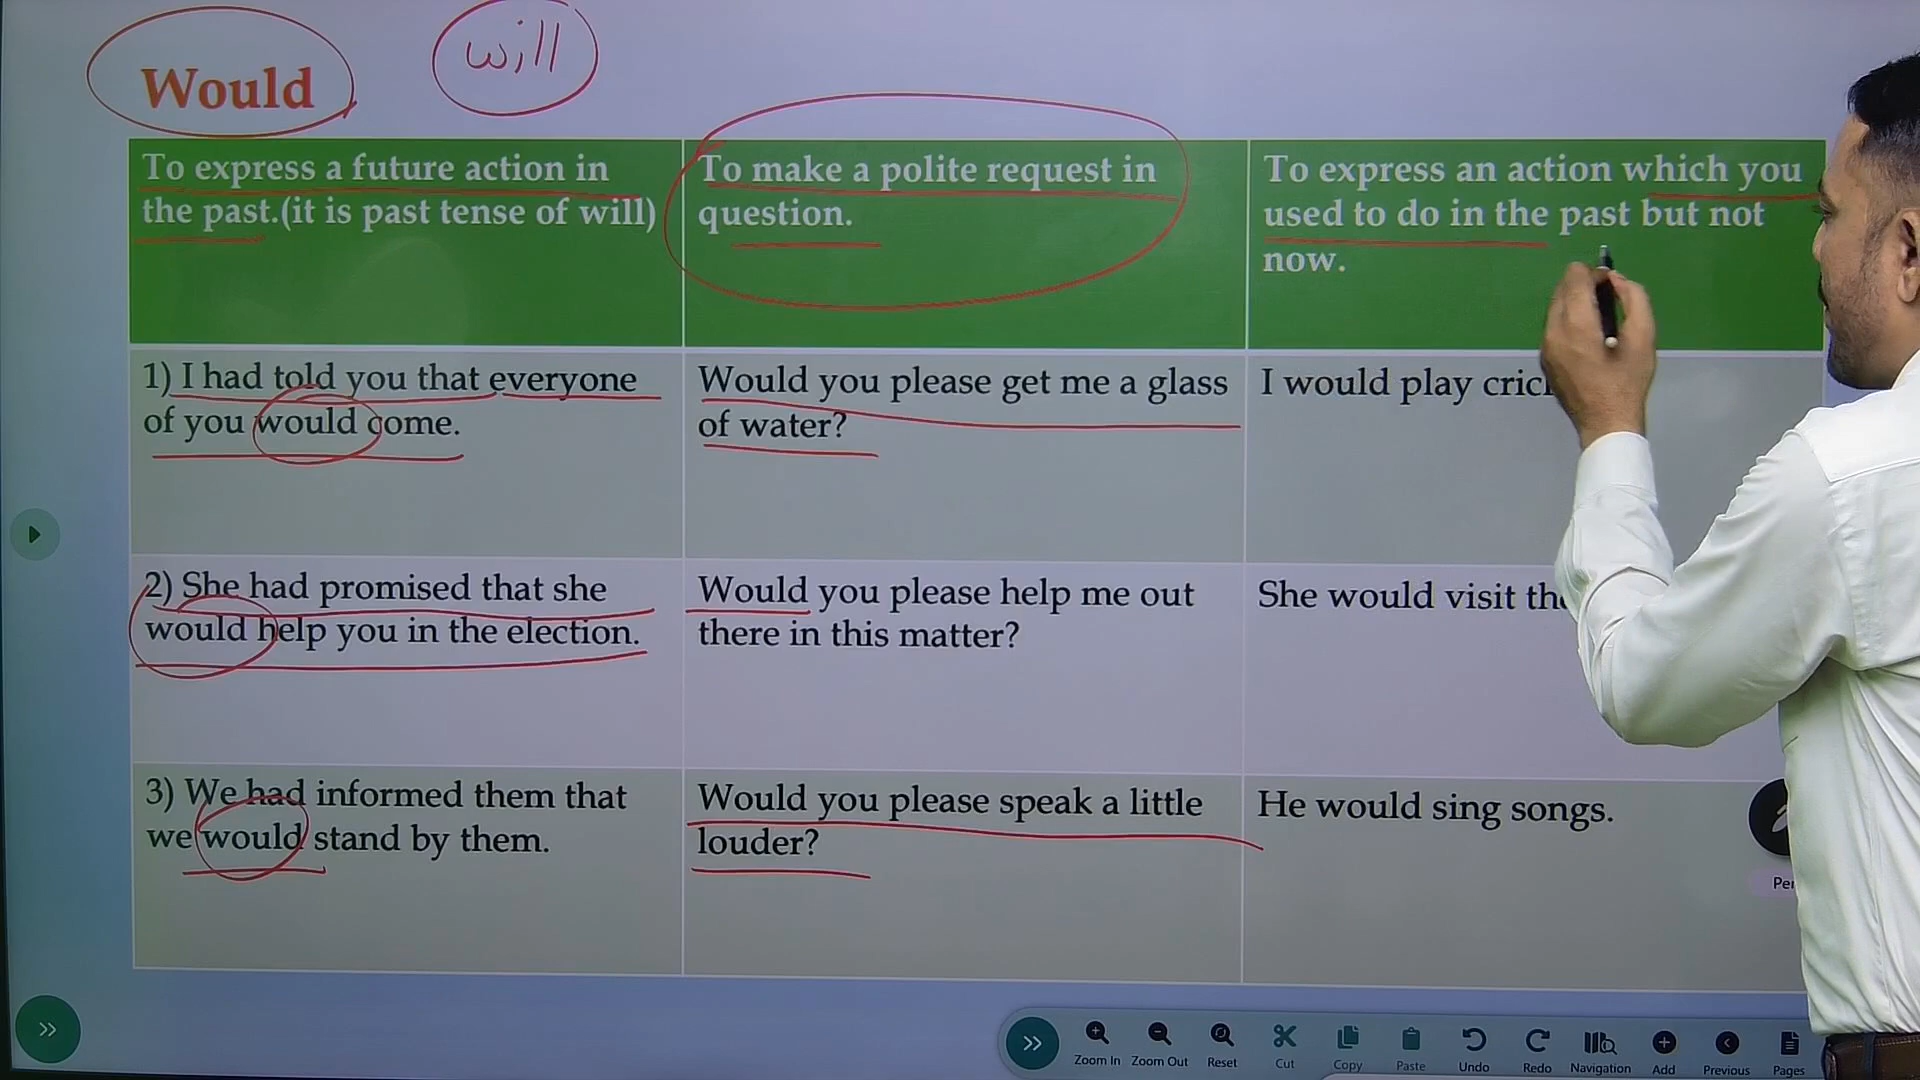 Would
will
To express a future action in
the past.(it is past tense of will)
To make a polite request in
question.
To express an action which you
used to do in the past but not
now.
1) I had told you that everyone
of you would come.
Would you please get me a glass
of water?
I would play
2) She had promised that she
would help you in the election.
Would you please help me out
there in this matter?
She would visit
3) We had informed them that
we would stand by them.
Would you please speak a little
louder?
He would sing songs.
Zoom In
Zoom Out
Reset
Cut
Copy
Paste
Undo
Redo
Navigation
Add
Previous
Pages